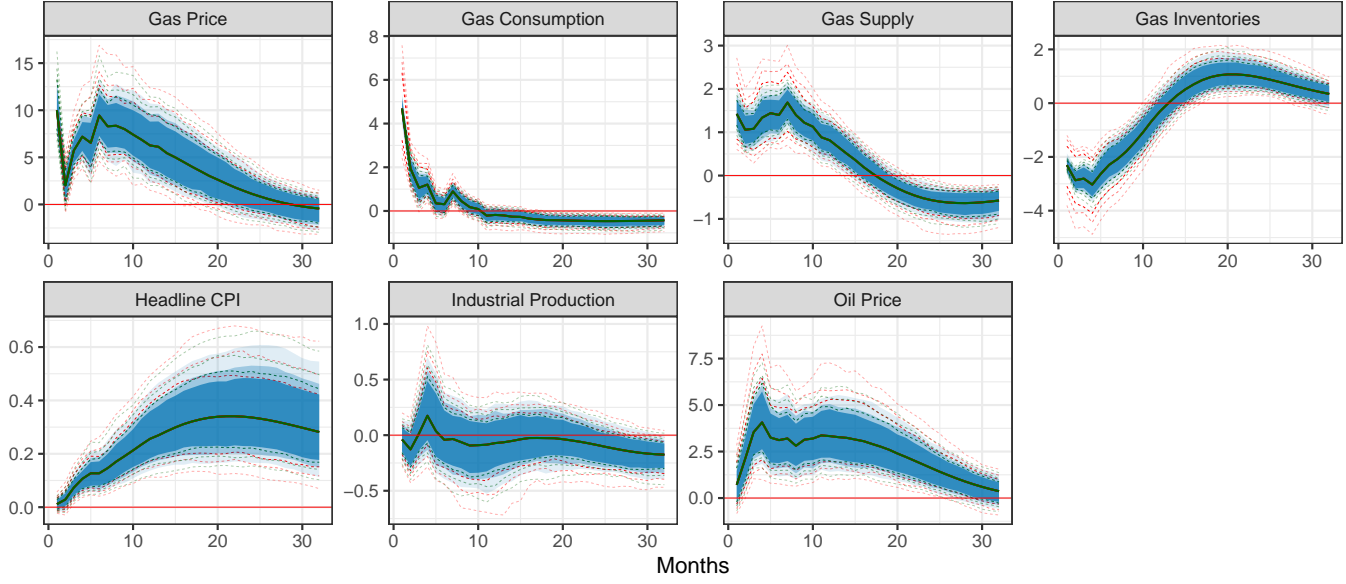 Gas Price
Gas Consumption
Gas Supply
Gas Inventories
15
10
5
0
8
6
4
2
0
3
2
1
0
−1
2
0
−2
−4
0 10 20 30
0 10 20 30
0 10 20 30
0 10 20 30
Headline CPI
Industrial Production
Oil Price
0.6
0.4
0.2
0.0
1.0
0.5
0.0
−0.5
7.5
5.0
2.5
0.0
0 10 20 30
0 10 20 30
0 10 20 30
Months